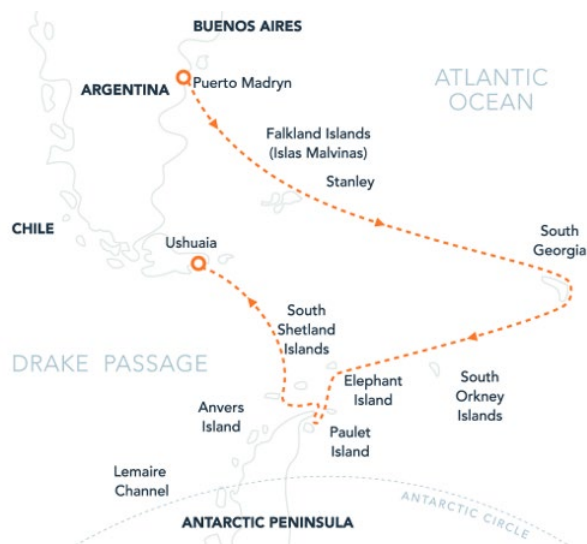 BUENOS AIRES
ARGENTINA
Puerto Madryn
ATLANTIC
OCEAN
Falkland Islands
(Islas Malvinas)
Stanley
CHILE
Ushuaia
South
Georgia
South
Shetland
Islands
DRAKE PASSAGE
Elephant
Island
South
Orkney
Islands
Anvers
Island
Paulet
Island
Lemaire
Channel
ANTARCTIC CIRCLE
ANTARCTIC PENINSULA